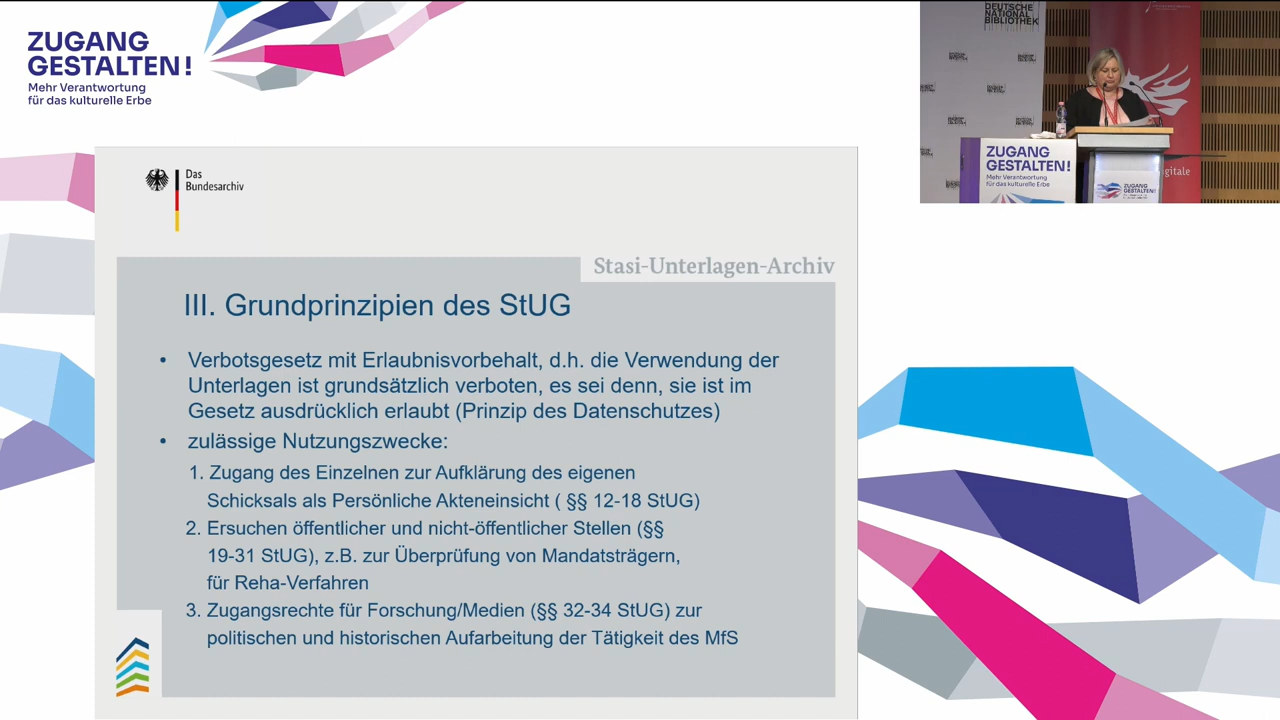 ZUGANG
GESTALTEN!
Mehr Verantwortung
für das kulturelle Erbe
DEUTSCHE
NATIONAL
BIBLIOTHEK
ZUGANG
GESTALTEN!
Mehr Verantwortung
für das kulturelle Erbe
ZUGANG
GESTALTEN!
Das
Bundesarchiv
Stasi-Unterlagen-Archiv
III. Grundprinzipien des StUG
• Verbotsgesetz mit Erlaubnisvorbehalt, d.h. die Verwendung der
Unterlagen ist grundsätzlich verboten, es sei denn, sie ist im
Gesetz ausdrücklich erlaubt (Prinzip des Datenschutzes)
• zulässige Nutzungszwecke:
1. Zugang des Einzelnen zur Aufklärung des eigenen
Schicksals als Persönliche Akteneinsicht ( §§ 12-18 StUG)
2. Ersuchen öffentlicher und nicht-öffentlicher Stellen (§§
19-31 StUG), z.B. zur Überprüfung von Mandatsträgern,
für Reha-Verfahren
3. Zugangsrechte für Forschung/Medien (§§ 32-34 StUG) zur
politischen und historischen Aufarbeitung der Tätigkeit des MfS